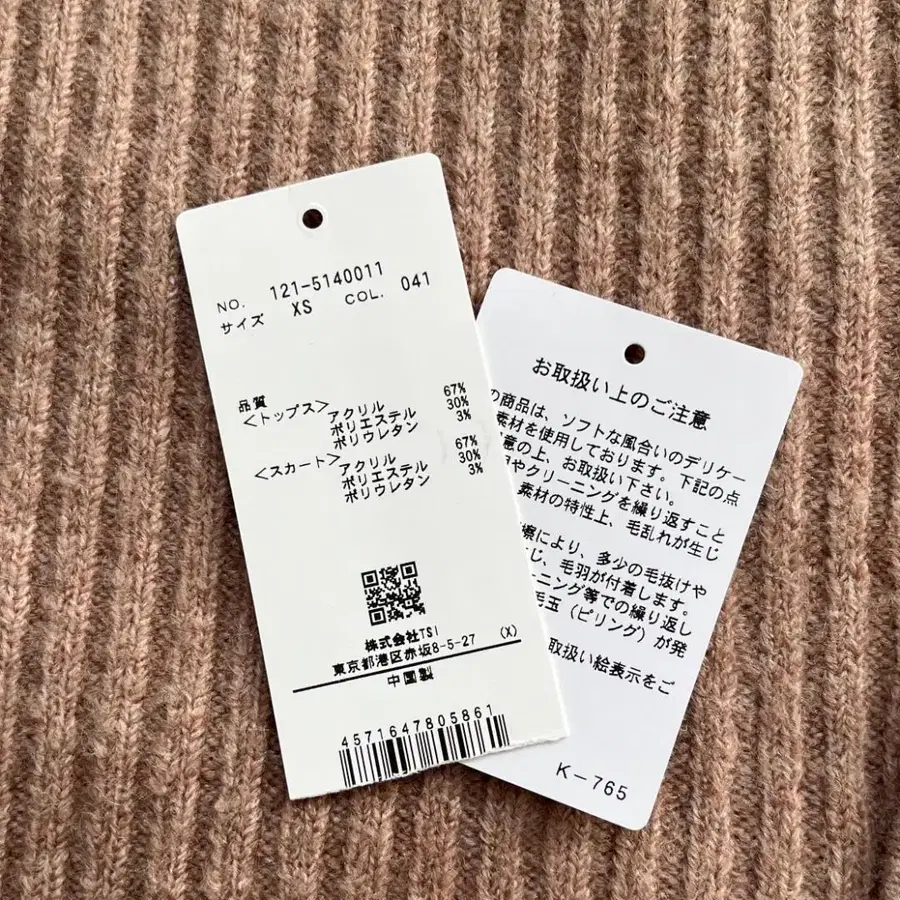 NO. 121-5140011
サイズ XS COL. 041
品質
<トップス>
アクリル 67%
ポリエステル 30%
ポリウレタン 3%
<スカート>
アクリル 67%
ポリエステル 30%
ポリウレタン 3%
株式会社TSI
東京都港区赤坂8-5-27 (X)
中国製
4571647805861
お取扱い上のご注意
の商品は、ソフトな風合いのデリケー
素材を使用しております。下記の点
意の上、お取扱い下さい。
やクリーニングを繰り返すこと
素材の特性上、毛乱れが生じ
擦により、多少の毛抜けや
じ、毛羽が付着します。
ニング等での繰り返し
毛玉(ピリング)が発
取扱い絵表示をご
K-765